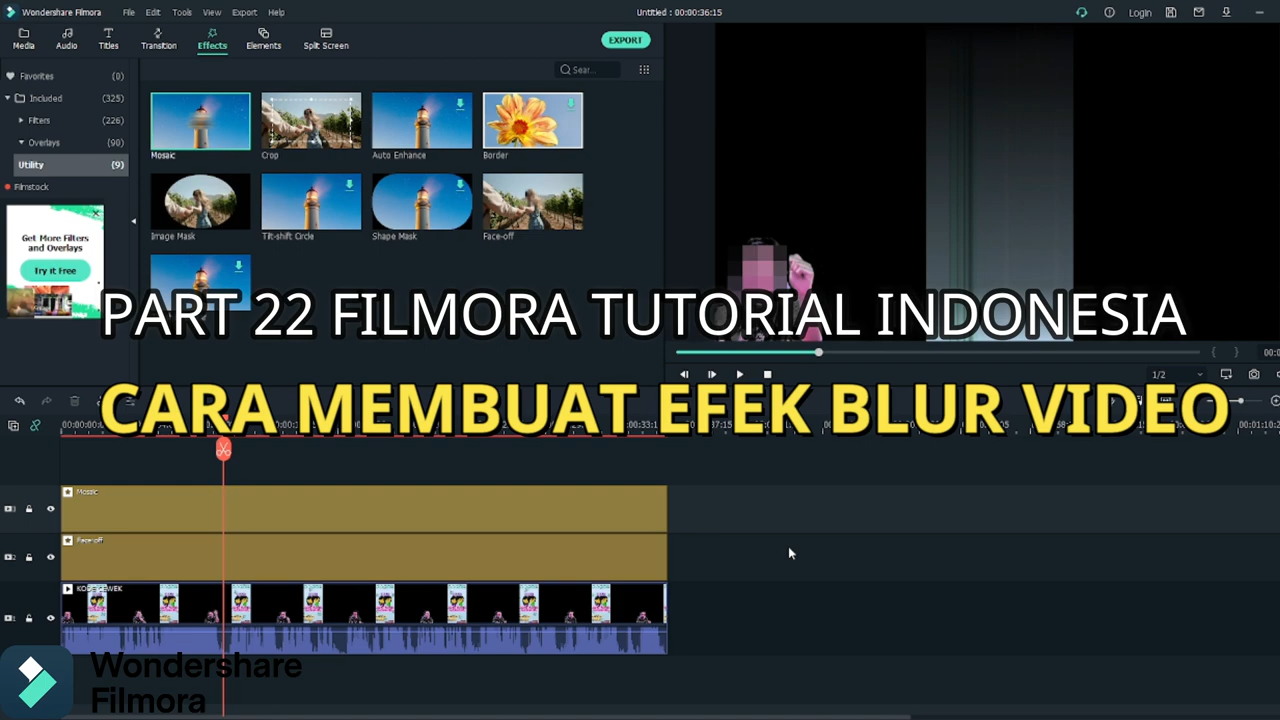 Wondershare Filmora File Edit Tools View Export Help Untitled : 00:00:36:15 Login
Media Audio Titles Transition Effects Elements Split Screen EXPORT
Favorites (0)
Included (325)
Filters (226)
Overlays (90)
Utility (9)
Filmstock
Get More Filters
and Overlays
Try it Free
Sear...
Mosaic Crop Auto Enhance Border
Image Mask Tilt-shift Circle Shape Mask Face-off
PART 22 FILMORA TUTORIAL INDONESIA
1/2
CARA MEMBUAT EFEK BLUR VIDEO
Mosaic
Face-off
Wondershare
Filmora